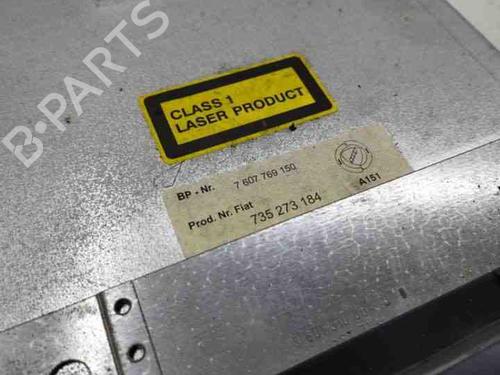 B-PARTS
CLASS 1
LASER PRODUCT
BP - Nr. 7 607 769 150
Prod. Nr. Fiat 735 273 184 A151